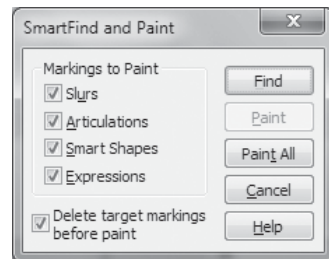 SmartFind and Paint
x
Markings to Paint
Slurs
Articulations
Smart Shapes
Expressions
Delete target markings
before paint
Find
Paint
Paint All
Cancel
Help